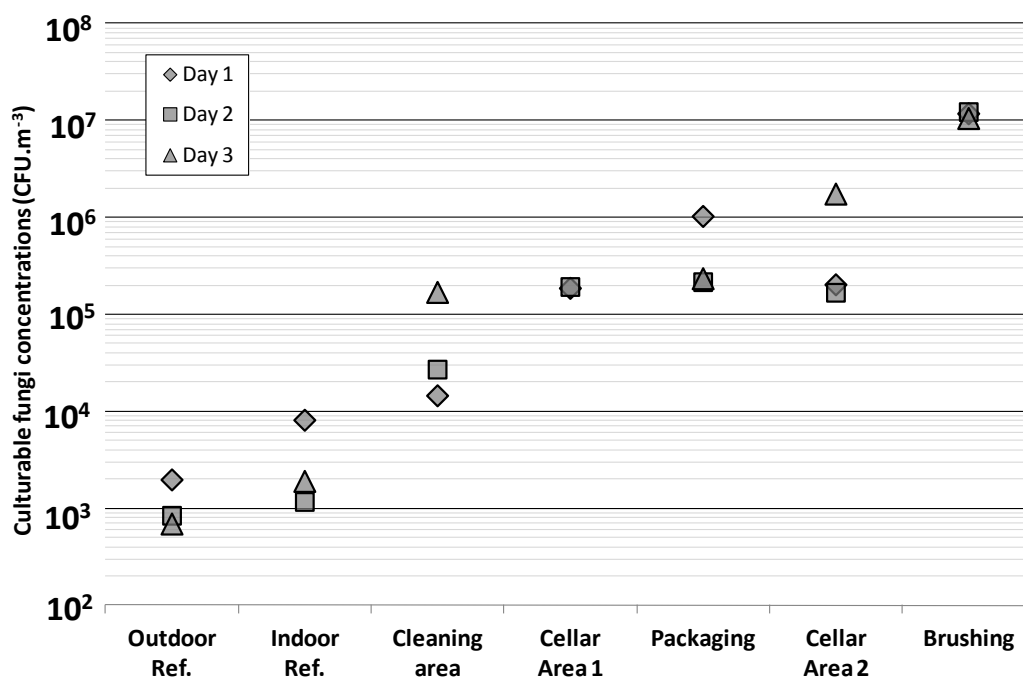 Culturable fungi concentrations (CFU.m⁻³)
10⁸
10⁷
10⁶
10⁵
10⁴
10³
10²
Day 1
Day 2
Day 3
Outdoor
Ref.
Indoor
Ref.
Cleaning
area
Cellar
Area 1
Packaging
Cellar
Area 2
Brushing